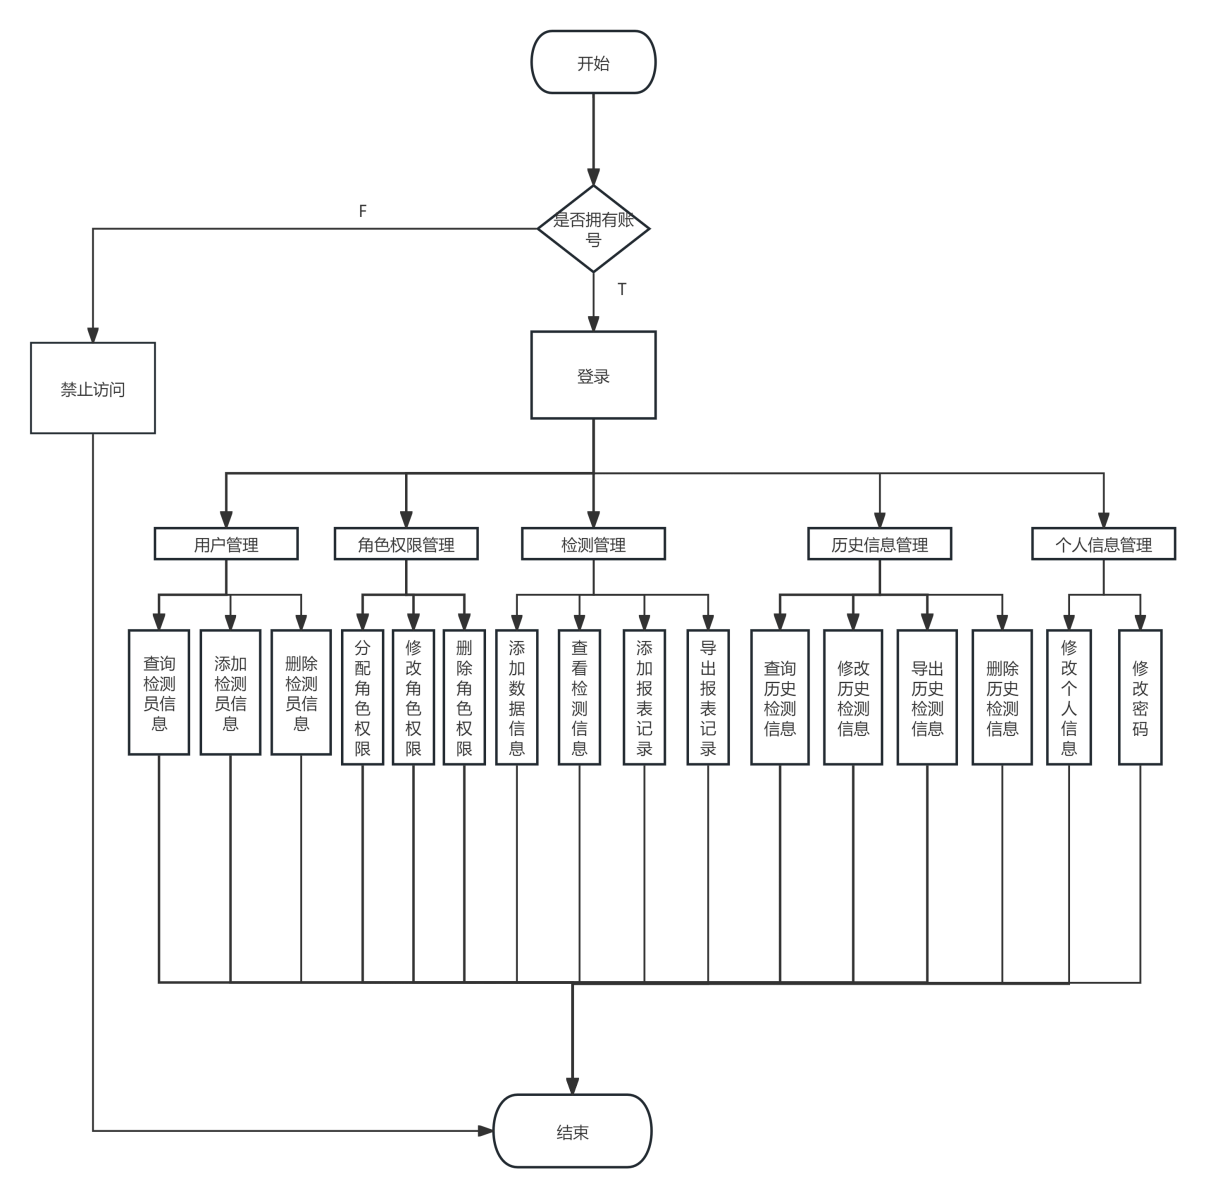 开始
是否拥有账
号
F
T
禁止访问
登录
用户管理
角色权限管理
检测管理
历史信息管理
个人信息管理
查询
检测
员信
息
添加
检测
员信
息
删除
检测
员信
息
分
配
角
色
权
限
修
改
角
色
权
限
删
除
角
色
权
限
添
加
数
据
信
息
查
看
检
测
信
息
添
加
报
表
记
录
导
出
报
表
记
录
查询
历史
检测
信息
修改
历史
检测
信息
导出
历史
检测
信息
删除
历史
检测
信息
修
改
个
人
信
息
修
改
密
码
结束